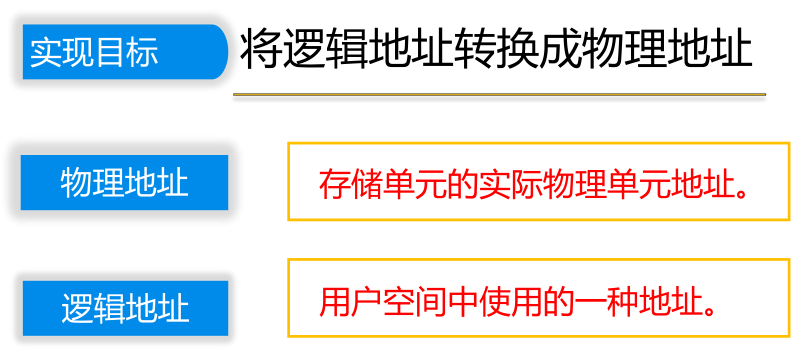 实现目标
将逻辑地址转换成物理地址
物理地址
存储单元的实际物理单元地址。
逻辑地址
用户空间中使用的一种地址。